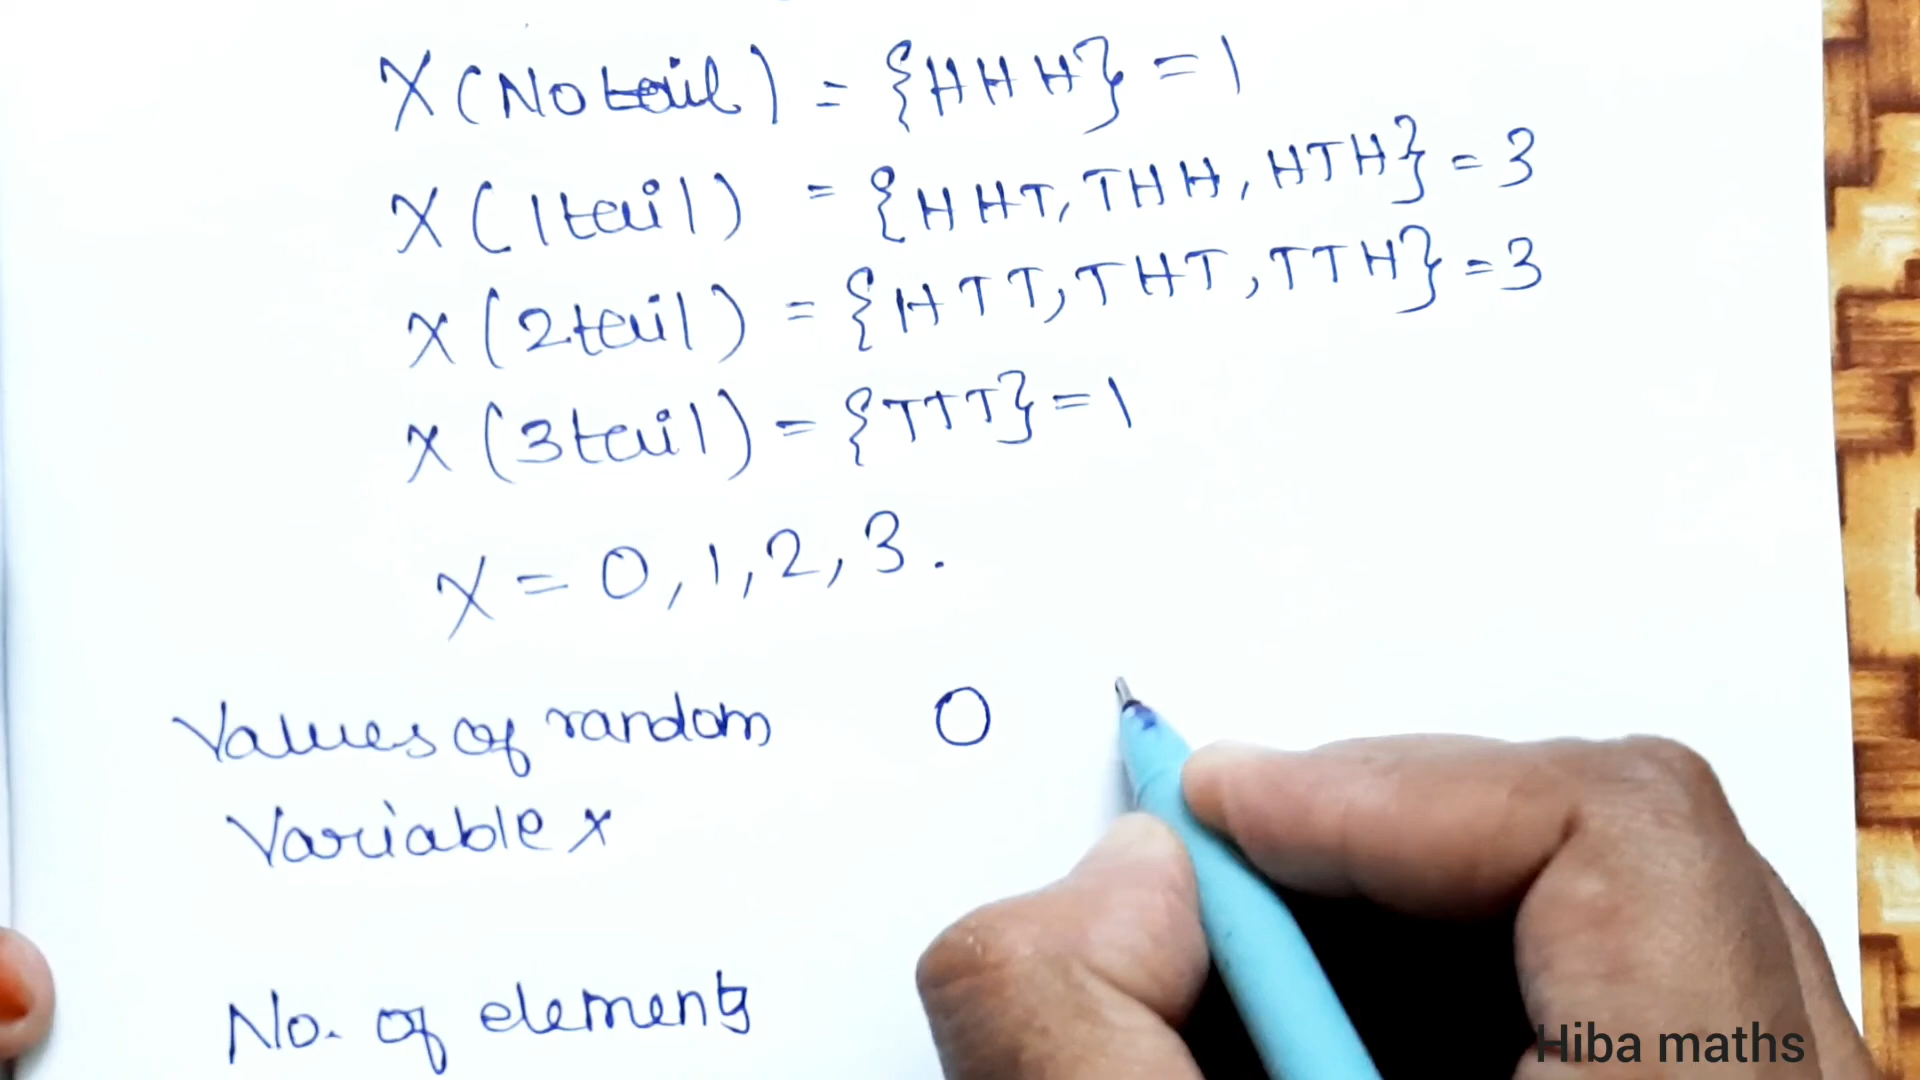 X (No tail) = {HHH} = 1
X (1 tail) = {HHT, THH, HTH} = 3
X (2 tail) = {HTT, THT, TTH} = 3
X (3 tail) = {TTT} = 1
X = 0, 1, 2, 3.
Values of random 0
Variable x
No. of elements
Hiba maths